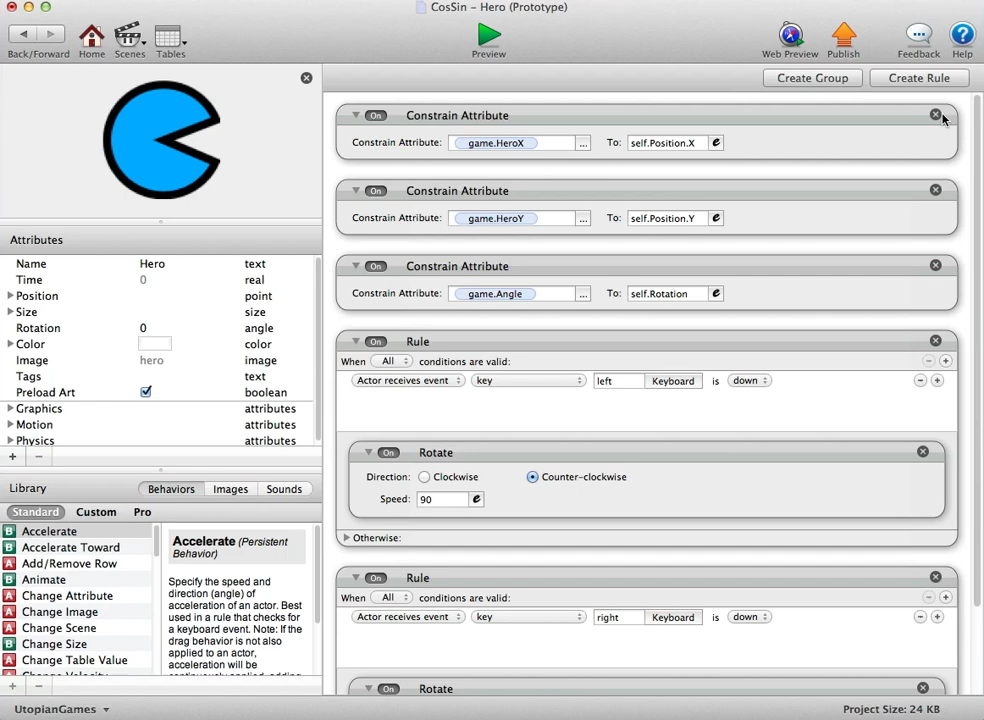 CosSin – Hero (Prototype)
Back/Forward Home Scenes Tables Preview Web Preview Publish Feedback Help
Create Group Create Rule
Constrain Attribute
On
Constrain Attribute: game.HeroX ... To: self.Position.X e
Constrain Attribute
On
Constrain Attribute: game.HeroY ... To: self.Position.Y e
Constrain Attribute
On
Constrain Attribute: game.Angle ... To: self.Rotation e
On Rule
When All conditions are valid:
Actor receives event key left Keyboard is down
On Rotate
Direction: Clockwise Counter-clockwise
Speed: 90 e
Otherwise:
On Rule
When All conditions are valid:
Actor receives event key right Keyboard is down
On Rotate
Attributes
Name Hero text
Time 0 real
Position point
Size size
Rotation 0 angle
Color color
Image hero image
Tags text
Preload Art boolean
Graphics attributes
Motion attributes
Physics attributes
Library Behaviors Images Sounds
Standard Custom Pro
B Accelerate
B Accelerate Toward
A Add/Remove Row
B Animate
A Change Attribute
A Change Image
A Change Scene
B Change Size
A Change Table Value
A Change Velocity
Accelerate (Persistent
Behavior)
Specify the speed and
direction (angle) of
acceleration of an actor. Best
used in a rule that checks for
a keyboard event. Note: If the
drag behavior is not also
applied to an actor,
acceleration will be
continuously applied, adding
UtopianGames Project Size: 24 KB